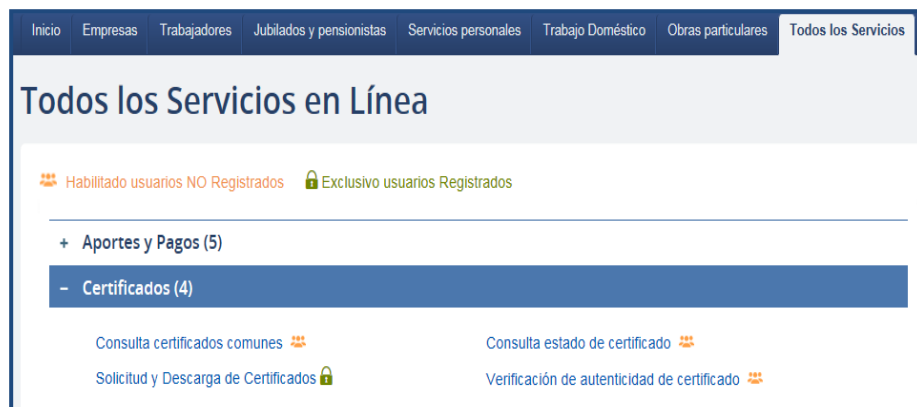 Inicio Empresas Trabajadores Jubilados y pensionistas Servicios personales Trabajo Doméstico Obras particulares Todos los Servicios
Todos los Servicios en Línea
Habilitado usuarios NO Registrados Exclusivo usuarios Registrados
+ Aportes y Pagos (5)
– Certificados (4)
Consulta certificados comunes Consulta estado de certificado
Solicitud y Descarga de Certificados Verificación de autenticidad de certificado